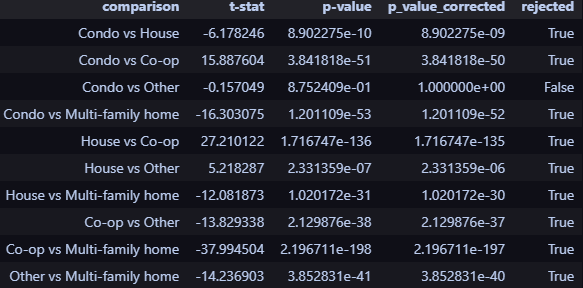 comparison t-stat p-value p_value_corrected rejected
Condo vs House -6.178246 8.902275e-10 8.902275e-09 True
Condo vs Co-op 15.887604 3.841818e-51 3.841818e-50 True
Condo vs Other -0.157049 8.752409e-01 1.000000e+00 False
Condo vs Multi-family home -16.303075 1.201109e-53 1.201109e-52 True
House vs Co-op 27.210122 1.716747e-136 1.716747e-135 True
House vs Other 5.218287 2.331359e-07 2.331359e-06 True
House vs Multi-family home -12.081873 1.020172e-31 1.020172e-30 True
Co-op vs Other -13.829338 2.129876e-38 2.129876e-37 True
Co-op vs Multi-family home -37.994504 2.196711e-198 2.196711e-197 True
Other vs Multi-family home -14.236903 3.852831e-41 3.852831e-40 True